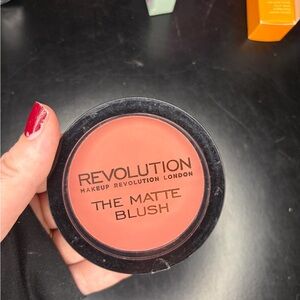 REVOLUTION
MAKEUP REVOLUTION LONDON
THE MATTE
BLUSH